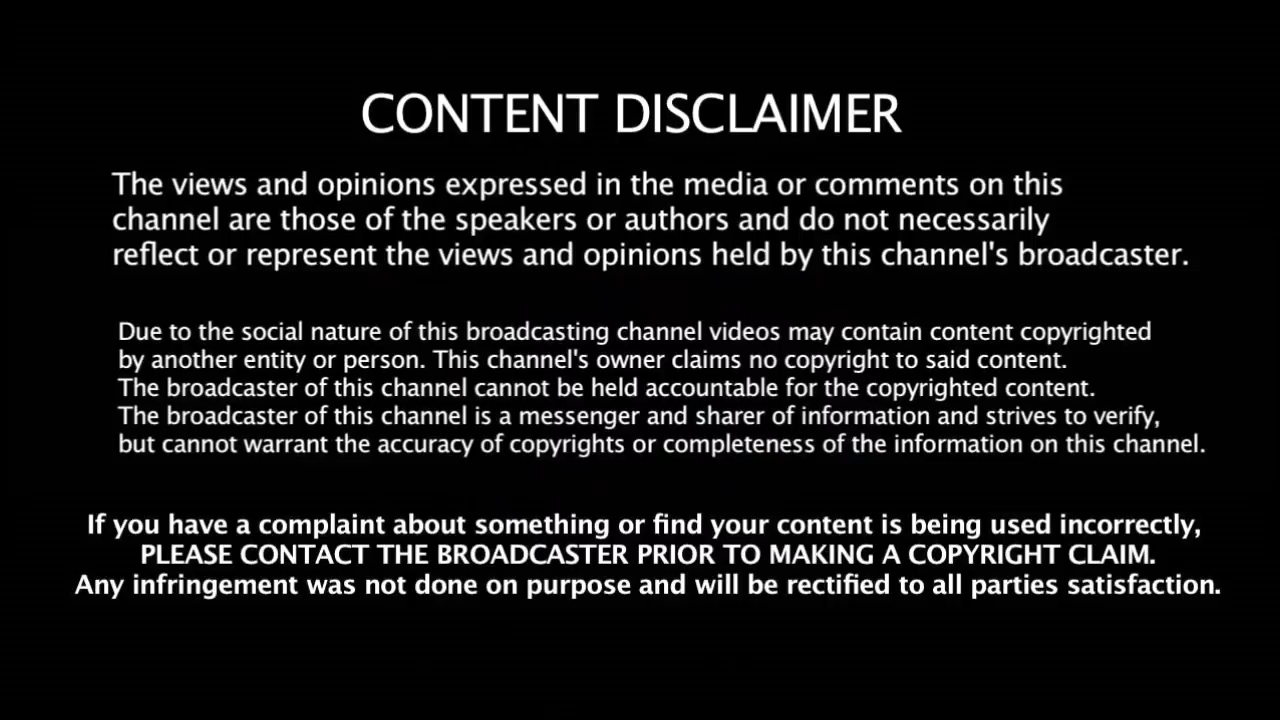 CONTENT DISCLAIMER
The views and opinions expressed in the media or comments on this
channel are those of the speakers or authors and do not necessarily
reflect or represent the views and opinions held by this channel's broadcaster.
Due to the social nature of this broadcasting channel videos may contain content copyrighted
by another entity or person. This channel's owner claims no copyright to said content.
The broadcaster of this channel cannot be held accountable for the copyrighted content.
The broadcaster of this channel is a messenger and sharer of information and strives to verify,
but cannot warrant the accuracy of copyrights or completeness of the information on this channel.
If you have a complaint about something or find your content is being used incorrectly,
PLEASE CONTACT THE BROADCASTER PRIOR TO MAKING A COPYRIGHT CLAIM.
Any infringement was not done on purpose and will be rectified to all parties satisfaction.